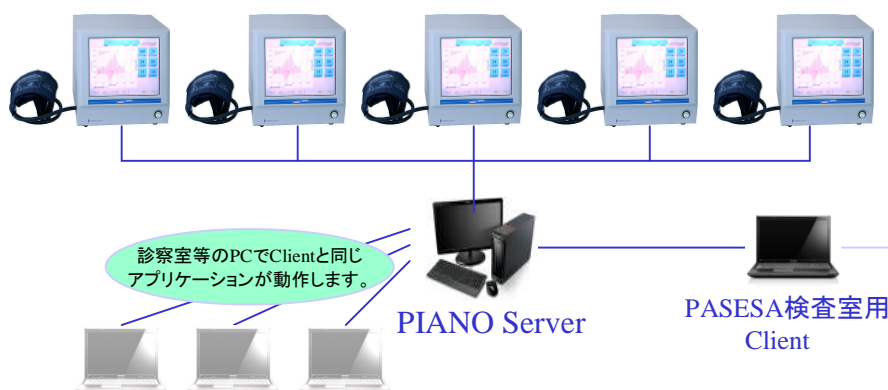 診察室等のPCでClientと同じ
アプリケーションが動作します。
PIANO Server
PASESA検査室用
Client